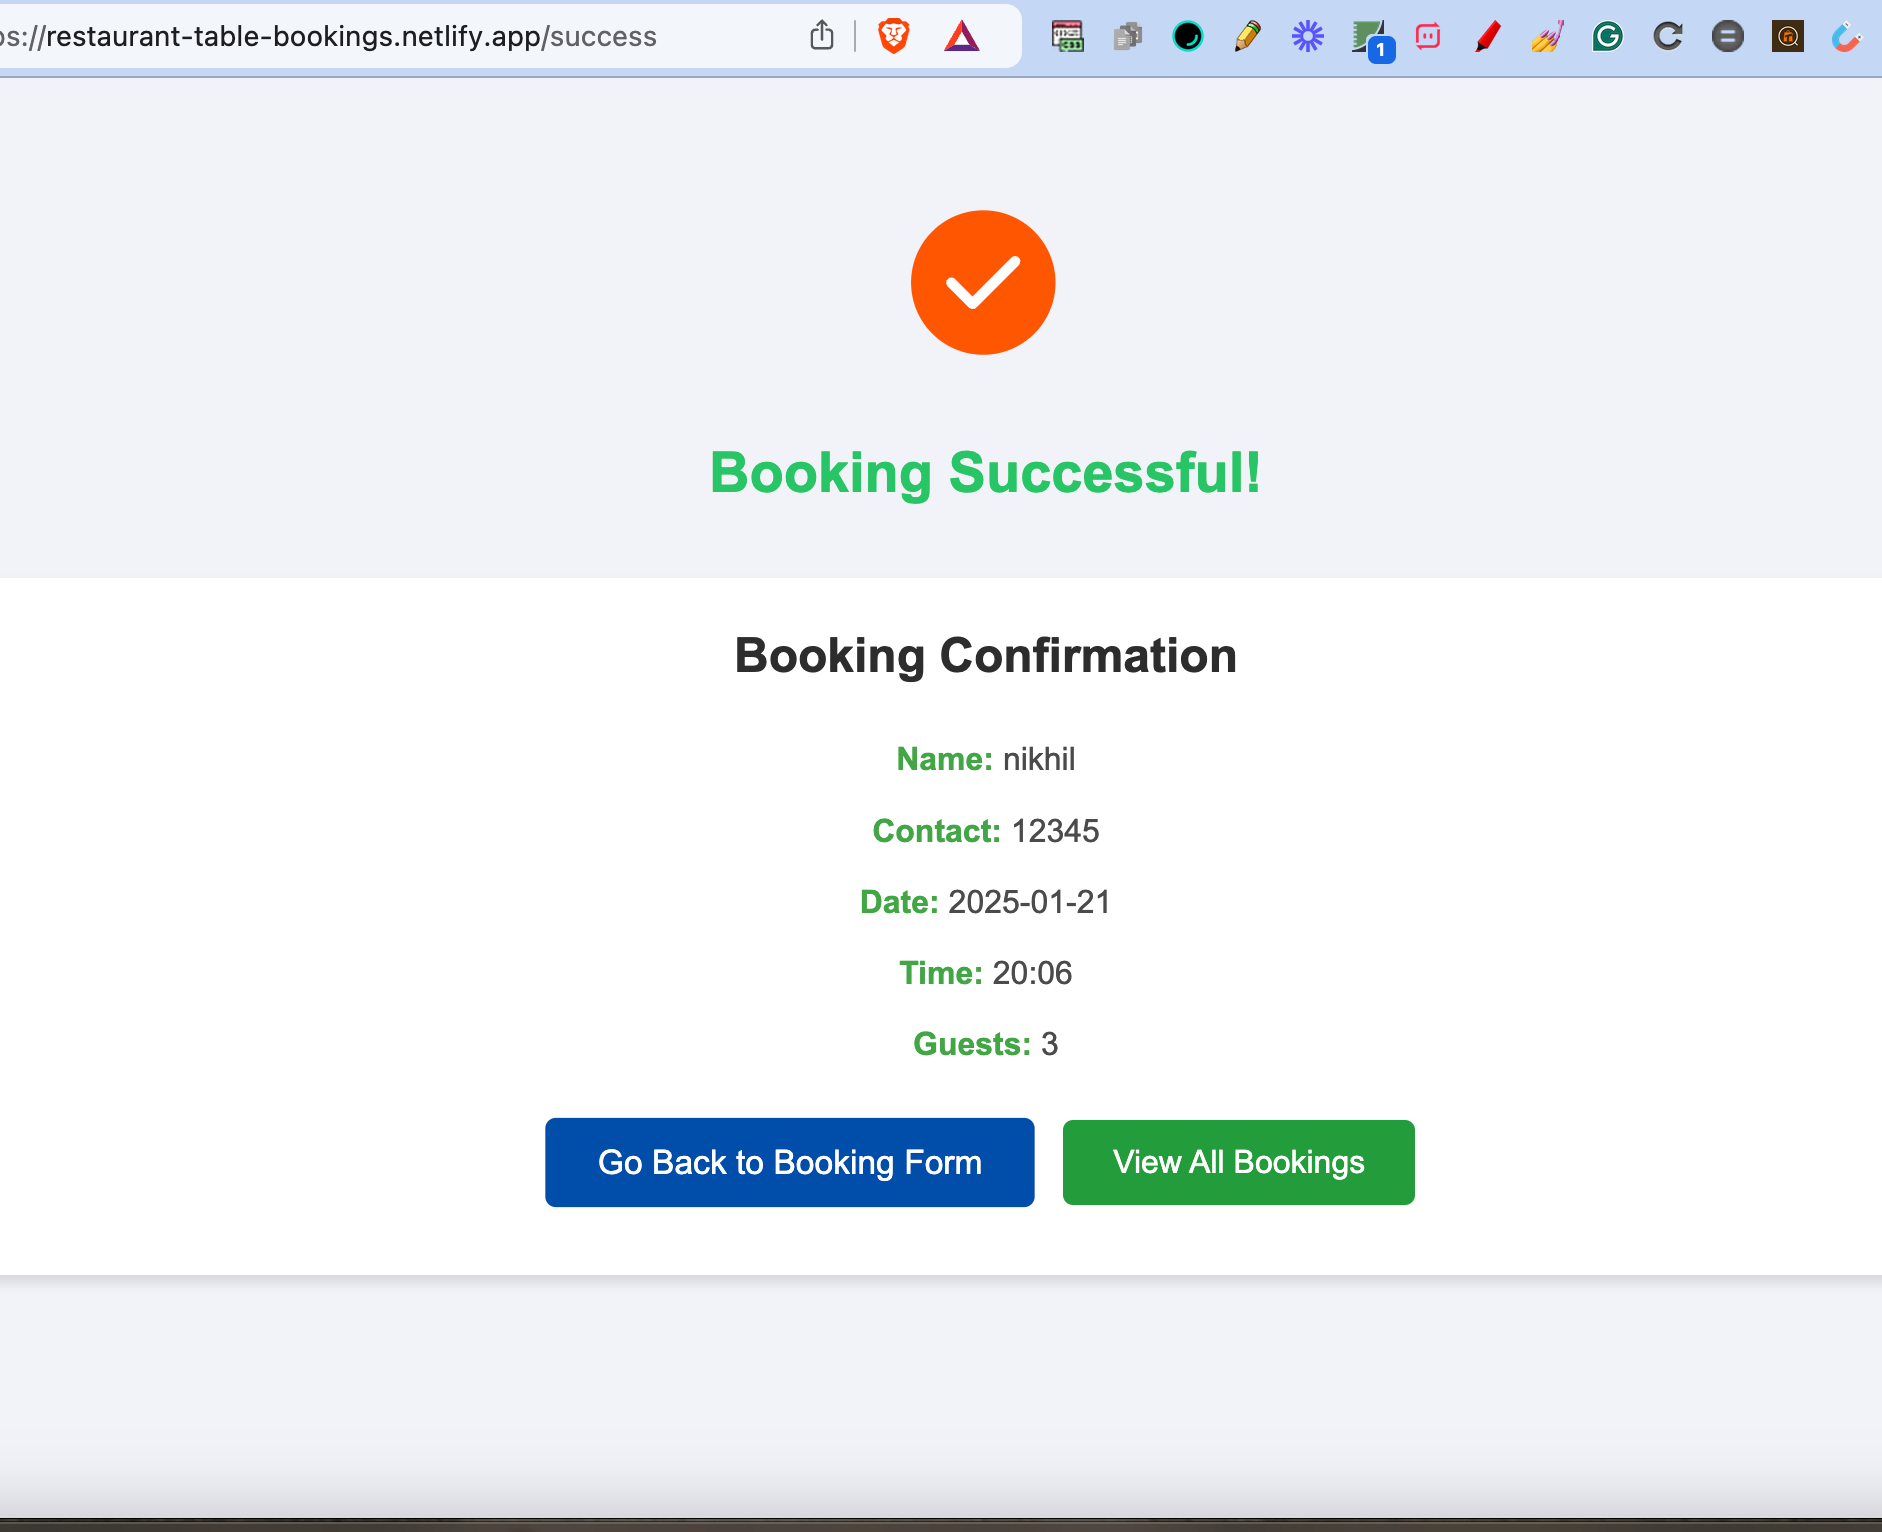 ps://restaurant-table-bookings.netlify.app/success
1
Booking Successful!
Booking Confirmation
Name: nikhil
Contact: 12345
Date: 2025-01-21
Time: 20:06
Guests: 3
Go Back to Booking Form
View All Bookings